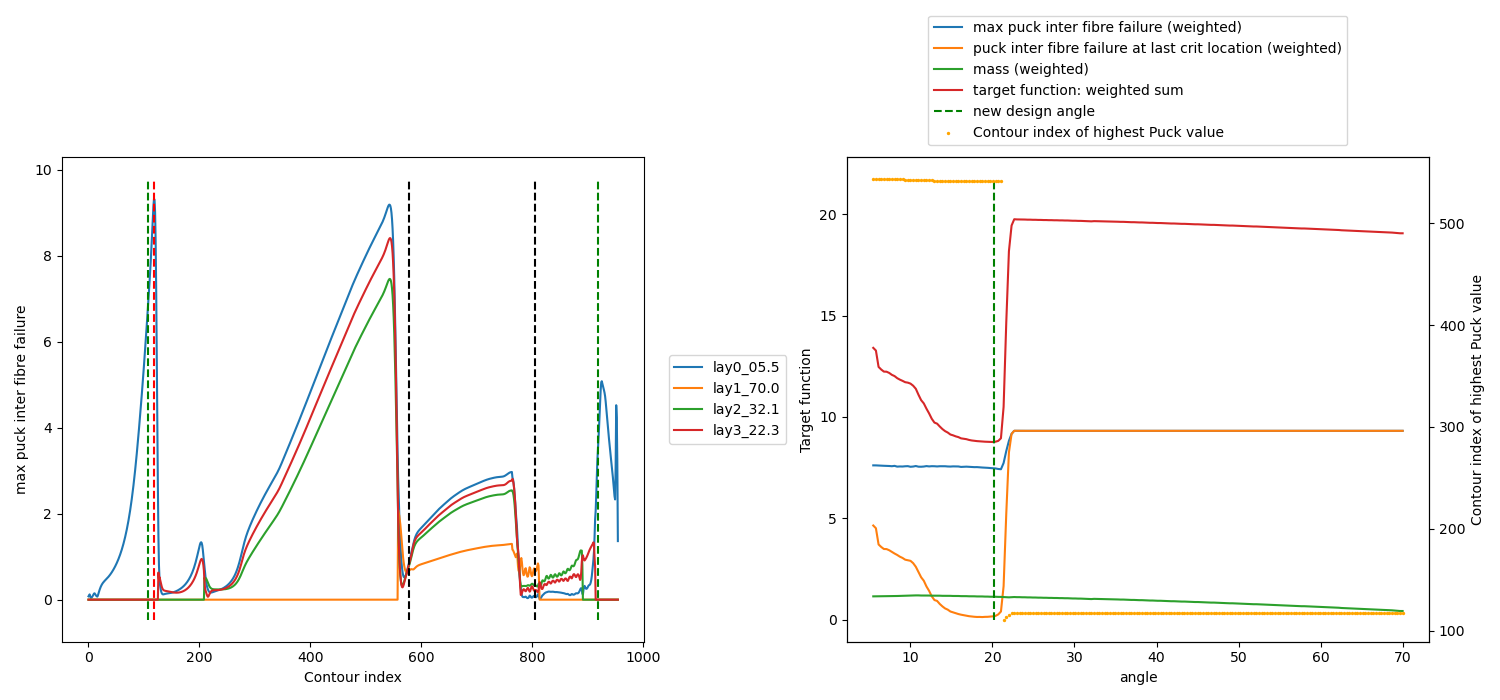 max puck inter fibre failure (weighted)
puck inter fibre failure at last crit location (weighted)
mass (weighted)
target function: weighted sum
new design angle
Contour index of highest Puck value
max puck inter fibre failure
10
8
6
4
2
0
0
200
400
600
800
1000
Contour index
lay0_05.5
lay1_70.0
lay2_32.1
lay3_22.3
Target function
20
15
10
5
0
10
20
30
40
50
60
70
angle
500
400
300
200
100
Contour index of highest Puck value